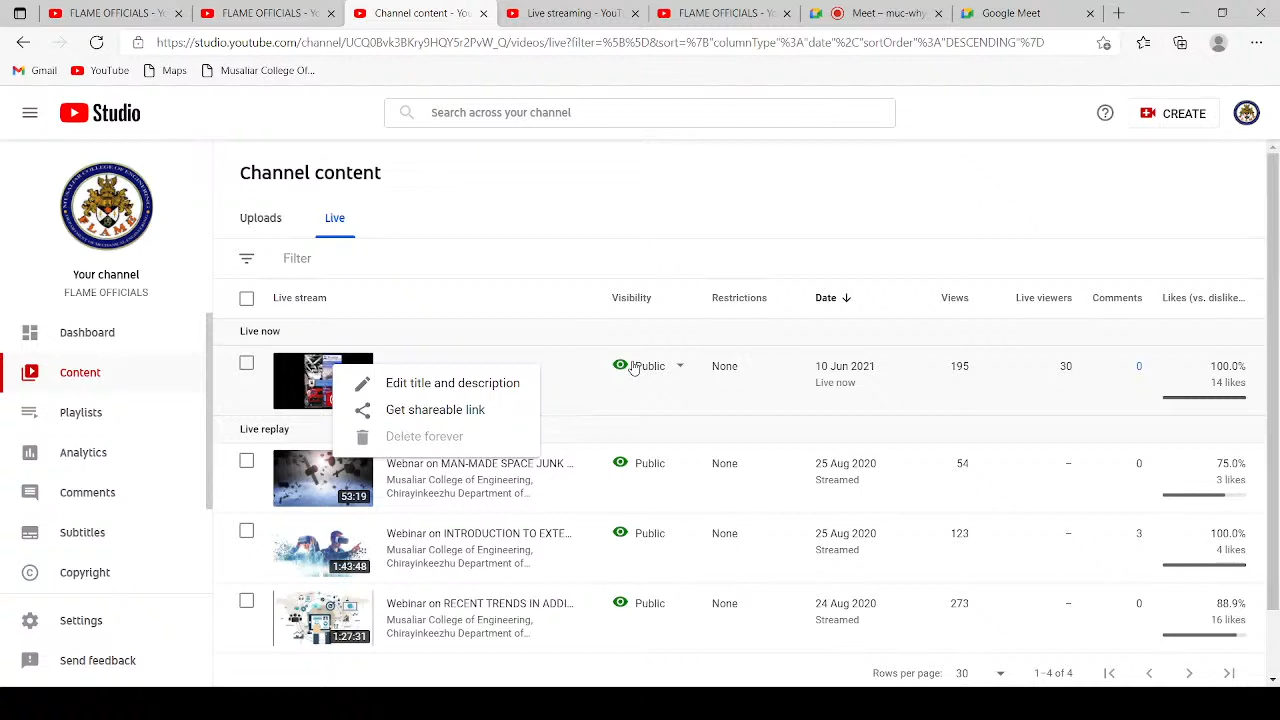 FLAME OFFICIALS - Yo
FLAME OFFICIALS - Yo
Channel content - You
Live streaming - YouTu
FLAME OFFICIALS - Yo
Meet – muc-why
Google Meet
https://studio.youtube.com/channel/UCQ0Bvk3BKry9HQY5r2PvW_Q/videos/live?filter=%5B%5D&sort=%7B"columnType"%3A"date"%2C"sortOrder"%3A"DESCENDING"%7D
Gmail
YouTube
Maps
Musaliar College Of...
Studio
Search across your channel
CREATE
FLAME
Your channel
FLAME OFFICIALS
Dashboard
Content
Playlists
Analytics
Comments
Subtitles
Copyright
Settings
Send feedback
Channel content
Uploads
Live
Filter
Live stream
Visibility
Restrictions
Date
Views
Live viewers
Comments
Likes (vs. dislike...
Live now
Public
None
10 Jun 2021
Live now
195
30
0
100.0%
14 likes
Edit title and description
Get shareable link
Delete forever
Live replay
53:19
Webinar on MAN-MADE SPACE JUNK ...
Musaliar College of Engineering,
Chirayinkeezhu Department of...
Public
None
25 Aug 2020
Streamed
54
–
0
75.0%
3 likes
1:43:48
Webinar on INTRODUCTION TO EXTE...
Musaliar College of Engineering,
Chirayinkeezhu Department of...
Public
None
25 Aug 2020
Streamed
123
–
3
100.0%
4 likes
1:27:31
Webinar on RECENT TRENDS IN ADDI...
Musaliar College of Engineering,
Chirayinkeezhu Department of...
Public
None
24 Aug 2020
Streamed
273
–
0
88.9%
16 likes
Rows per page: 30
1–4 of 4